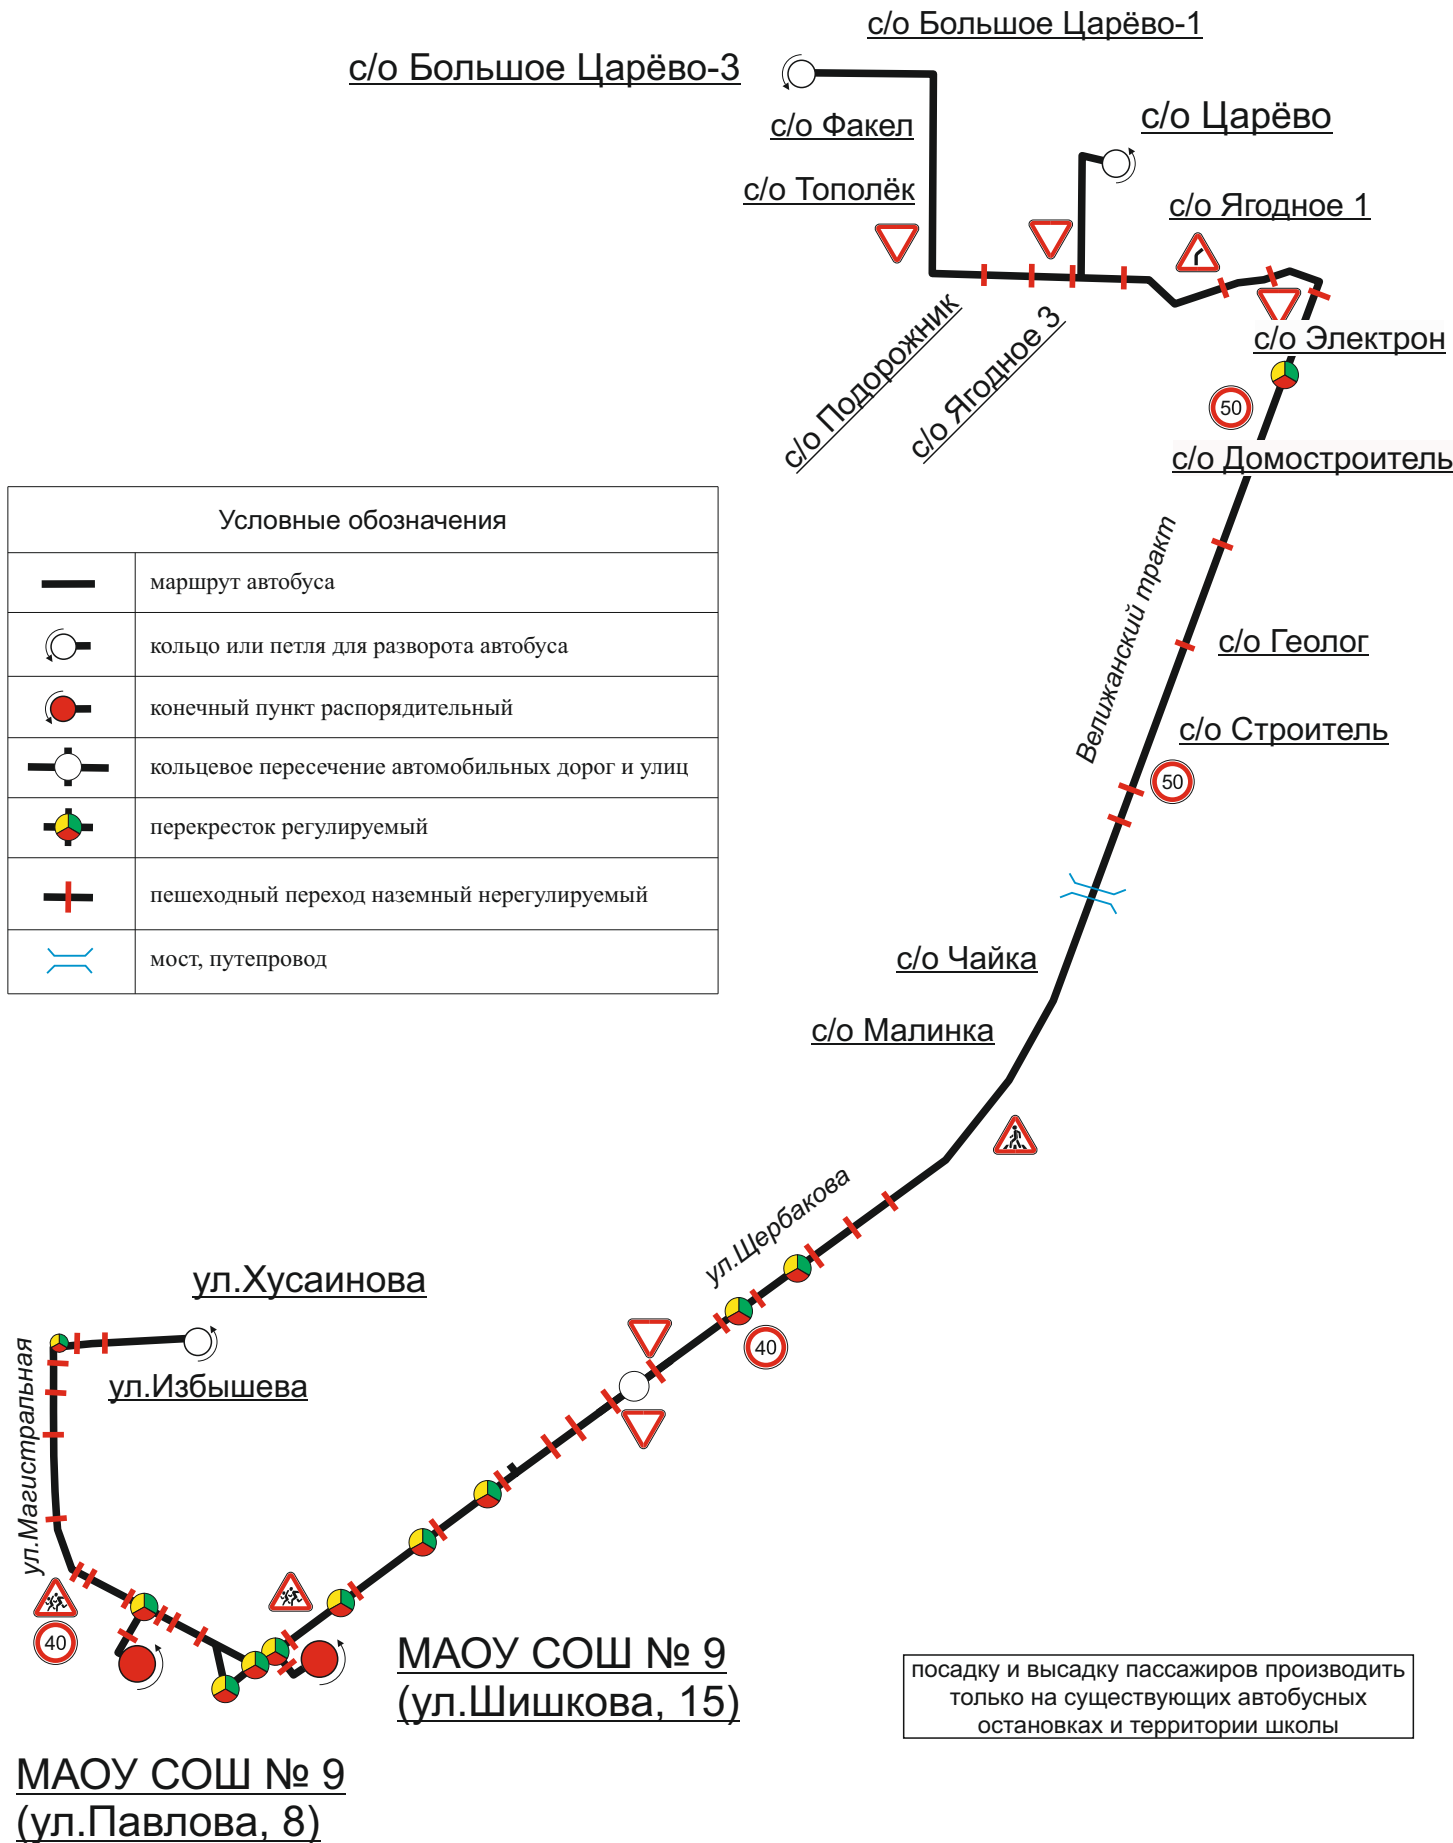 с/о Большое Царёво-1
с/о Большое Царёво-3
с/о Факел
с/о Царёво
с/о Тополёк
с/о Ягодное 1
с/о Подорожник
с/о Ягодное 3
с/о Электрон
50
с/о Домостроитель
Условные обозначения
маршрут автобуса
кольцо или петля для разворота автобуса
конечный пункт распорядительный
кольцевое пересечение автомобильных дорог и улиц
перекресток регулируемый
пешеходный переход наземный нерегулируемый
мост, путепровод
Велижанский тракт
с/о Геолог
с/о Строитель
50
с/о Чайка
с/о Малинка
ул.Щербакова
ул.Хусаинова
40
ул.Избышева
ул.Магистральная
40
МАОУ СОШ № 9
(ул.Шишкова, 15)
посадку и высадку пассажиров производить
только на существующих автобусных
остановках и территории школы
МАОУ СОШ № 9
(ул.Павлова, 8)